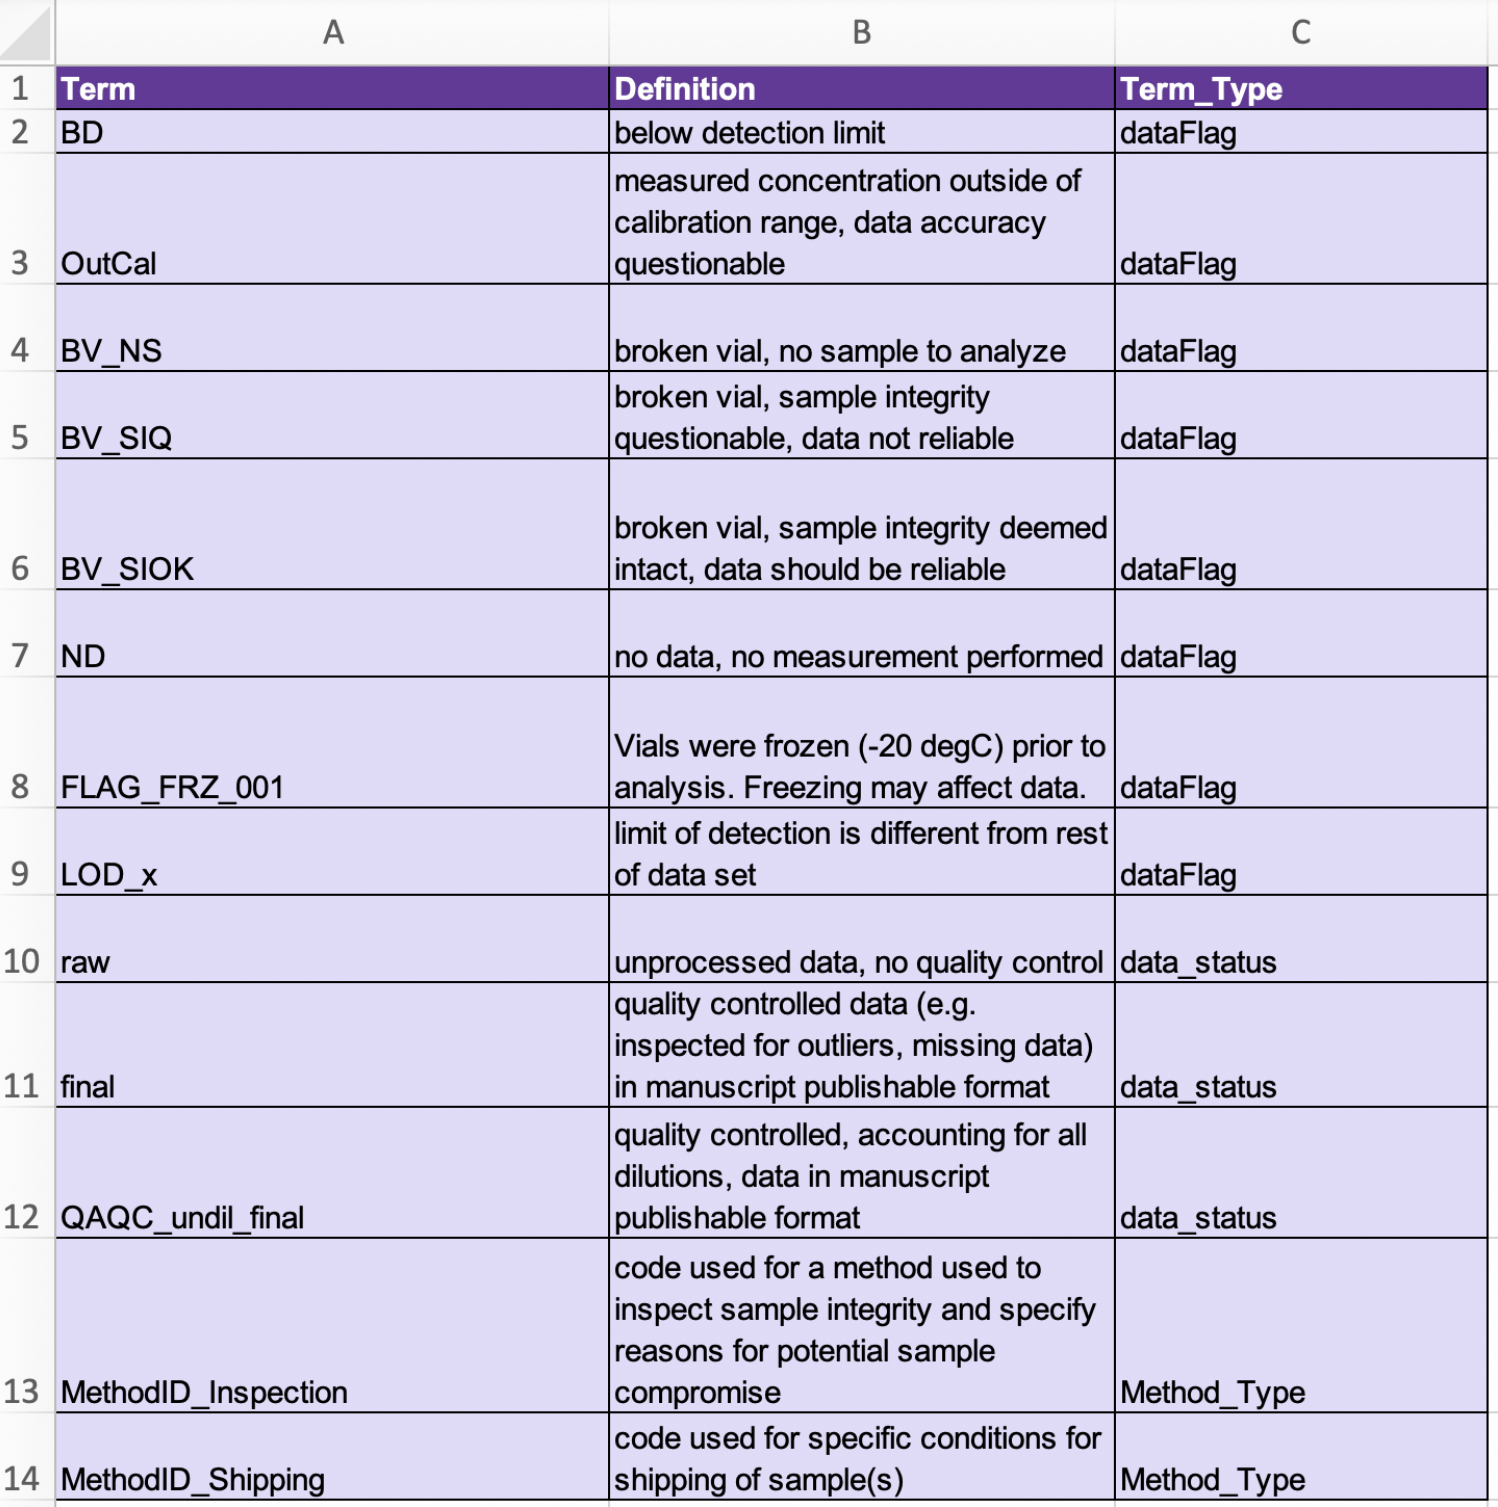 A B C
1 Term Definition Term_Type
2 BD below detection limit dataFlag
measured concentration outside of
calibration range, data accuracy
3 OutCal questionable dataFlag
4 BV_NS broken vial, no sample to analyze dataFlag
broken vial, sample integrity
5 BV_SIQ questionable, data not reliable dataFlag
broken vial, sample integrity deemed
6 BV_SIOK intact, data should be reliable dataFlag
7 ND no data, no measurement performed dataFlag
Vials were frozen (-20 degC) prior to
8 FLAG_FRZ_001 analysis. Freezing may affect data. dataFlag
limit of detection is different from rest
9 LOD_x of data set dataFlag
10 raw unprocessed data, no quality control data_status
quality controlled data (e.g.
inspected for outliers, missing data)
11 final in manuscript publishable format data_status
quality controlled, accounting for all
dilutions, data in manuscript
12 QAQC_undil_final publishable format data_status
code used for a method used to
inspect sample integrity and specify
reasons for potential sample
13 MethodID_Inspection compromise Method_Type
code used for specific conditions for
14 MethodID_Shipping shipping of sample(s) Method_Type